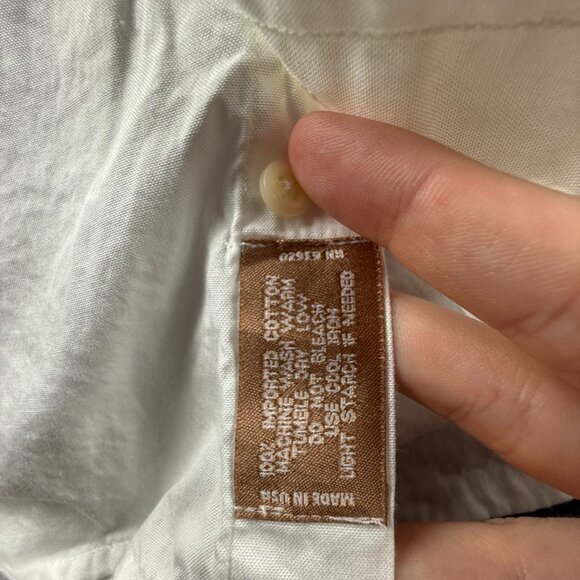 RN 63620
100% IMPORTED COTTON
MACHINE WASH WARM
TUMBLE DRY LOW
DO NOT BLEACH
USE COOL IRON
LIGHT STARCH IF NEEDED
MADE IN USA